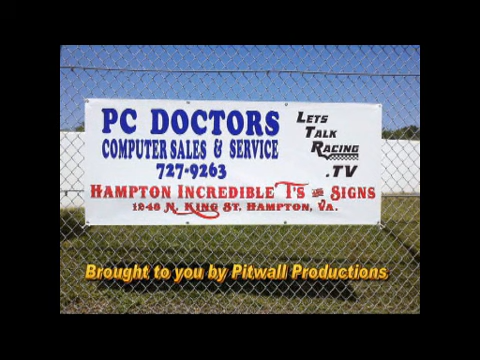 PC DOCTORS
COMPUTER SALES & SERVICE
727-9263
LETS
TALK
RACING
.TV
HAMPTON INCREDIBLE T'S AND SIGNS
1248 N. KING ST, HAMPTON, VA.
Brought to you by Pitwall Productions